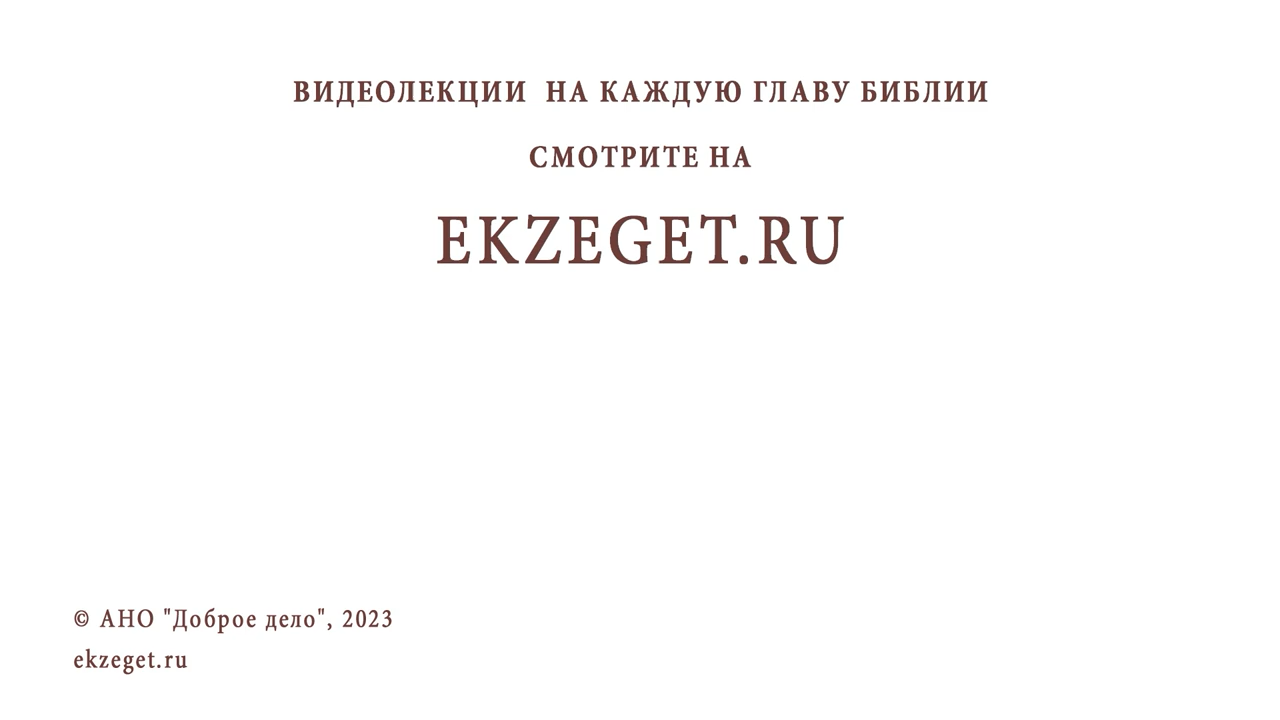 ВИДЕОЛЕКЦИИ НА КАЖДУЮ ГЛАВУ БИБЛИИ
СМОТРИТЕ НА
EKZEGET.RU
© АНО "Доброе дело", 2023
ekzeget.ru